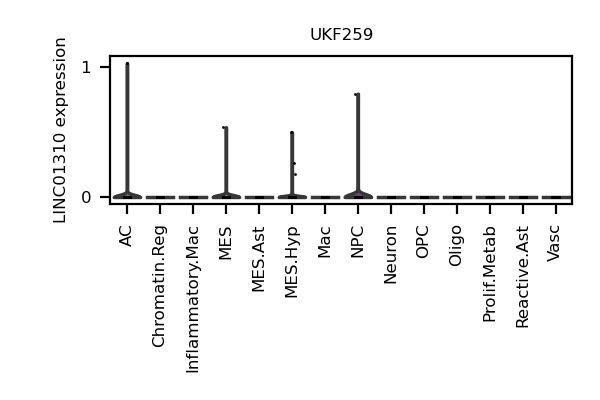 UKF259
LINC01310 expression
1
0
AC
Chromatin.Reg
Inflammatory.Mac
MES
MES.Ast
MES.Hyp
Mac
NPC
Neuron
OPC
Oligo
Prolif.Metab
Reactive.Ast
Vasc